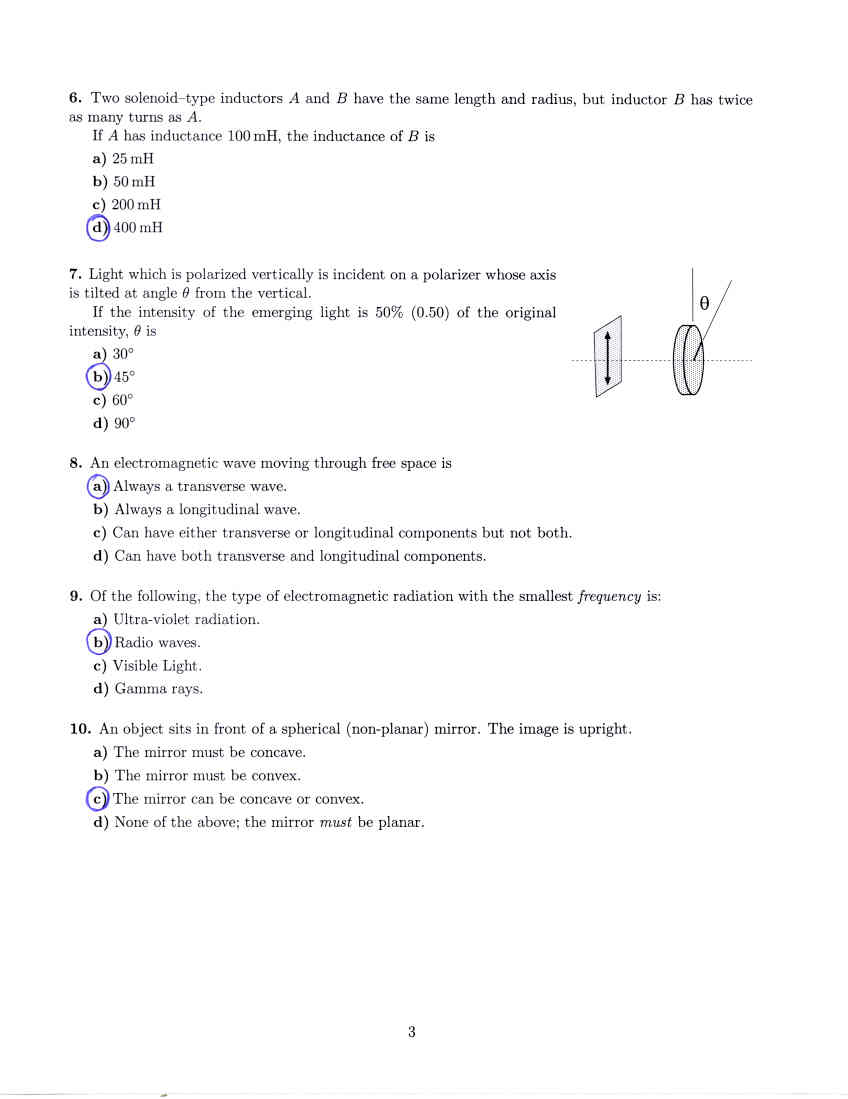 6. Two solenoid–type inductors A and B have the same length and radius, but inductor B has twice
as many turns as A.
If A has inductance 100 mH, the inductance of B is
a) 25 mH
b) 50 mH
c) 200 mH
d) 400 mH
7. Light which is polarized vertically is incident on a polarizer whose axis
is tilted at angle θ from the vertical.
If the intensity of the emerging light is 50% (0.50) of the original
intensity, θ is
a) 30°
b) 45°
c) 60°
d) 90°
θ
8. An electromagnetic wave moving through free space is
a) Always a transverse wave.
b) Always a longitudinal wave.
c) Can have either transverse or longitudinal components but not both.
d) Can have both transverse and longitudinal components.
9. Of the following, the type of electromagnetic radiation with the smallest frequency is:
a) Ultra-violet radiation.
b) Radio waves.
c) Visible Light.
d) Gamma rays.
10. An object sits in front of a spherical (non-planar) mirror. The image is upright.
a) The mirror must be concave.
b) The mirror must be convex.
c) The mirror can be concave or convex.
d) None of the above; the mirror must be planar.
3